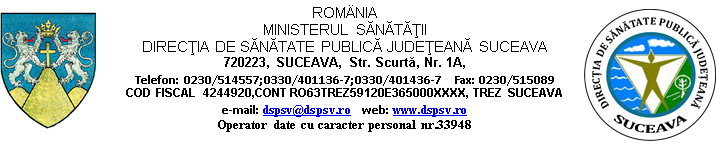 ROMÂNIA
MINISTERUL SĂNĂTĂŢII
DIRECŢIA DE SĂNĂTATE PUBLICĂ JUDEŢEANĂ SUCEAVA
720223, SUCEAVA, Str. Scurtă, Nr. 1A,
Telefon: 0230/514557;0330/401136-7;0330/401436-7 Fax: 0230/515089
COD FISCAL 4244920,CONT RO63TREZ59120E365000XXXX, TREZ SUCEAVA
e-mail: dspsv@dspsv.ro web: www.dspsv.ro
Operator date cu caracter personal nr.33948
DIRECŢIA DE SĂNĂTATE PUBLICĂ JUDEŢEANĂ
SUCEAVA